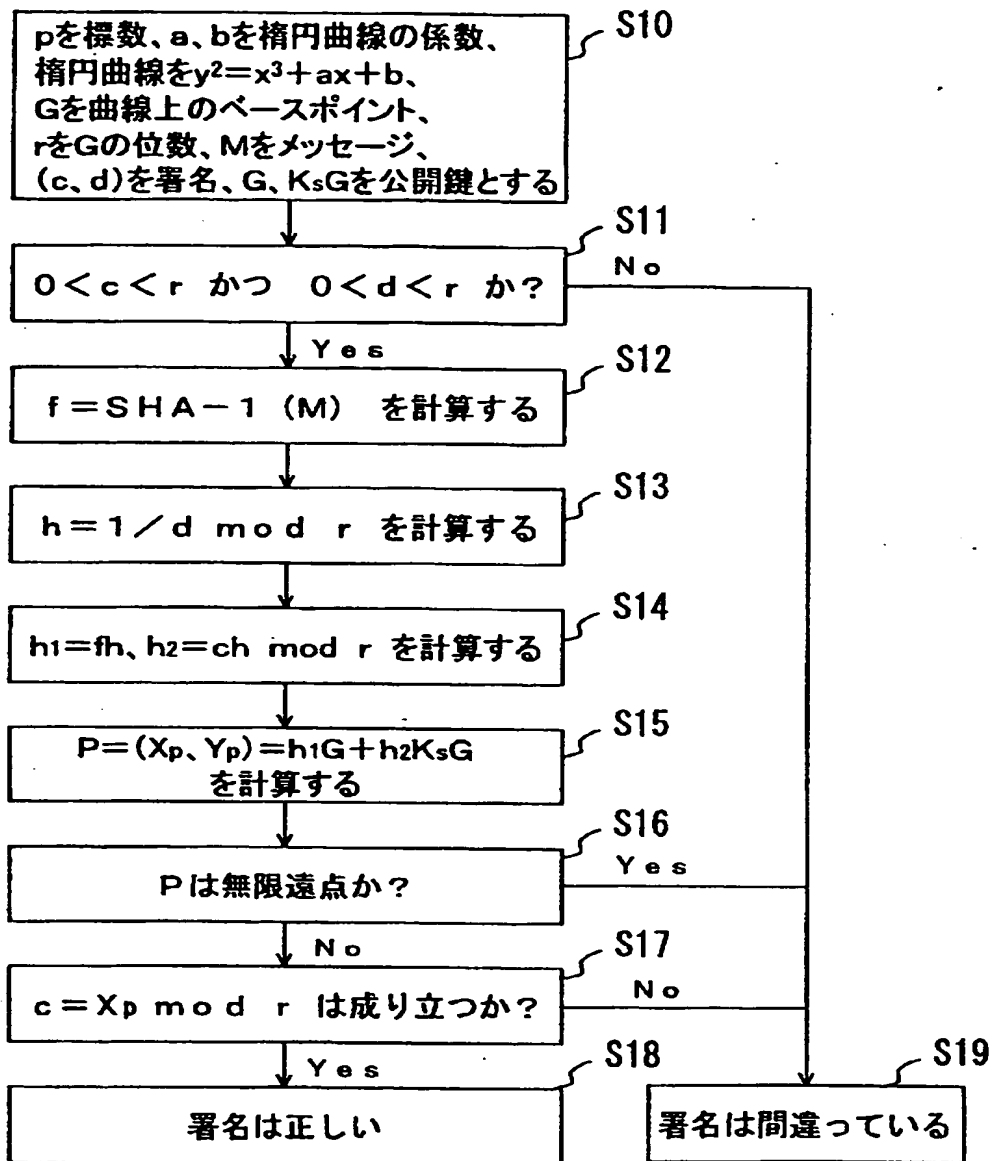 S10
pを標数、a、bを楕円曲線の係数、
楕円曲線をy²=x³+ax+b、
Gを曲線上のベースポイント、
rをGの位数、Mをメッセージ、
(c、d)を署名、G、KsGを公開鍵とする
S11
0<c<r かつ 0<d<r か?
No
Yes
S12
f=SHA-1(M) を計算する
S13
h=1/d mod r を計算する
S14
h1=fh、h2=ch mod r を計算する
S15
P=(Xp、Yp)=h1G+h2KsG
を計算する
S16
Pは無限遠点か?
Yes
No
S17
c=Xp mod r は成り立つか?
No
Yes
S18
署名は正しい
S19
署名は間違っている